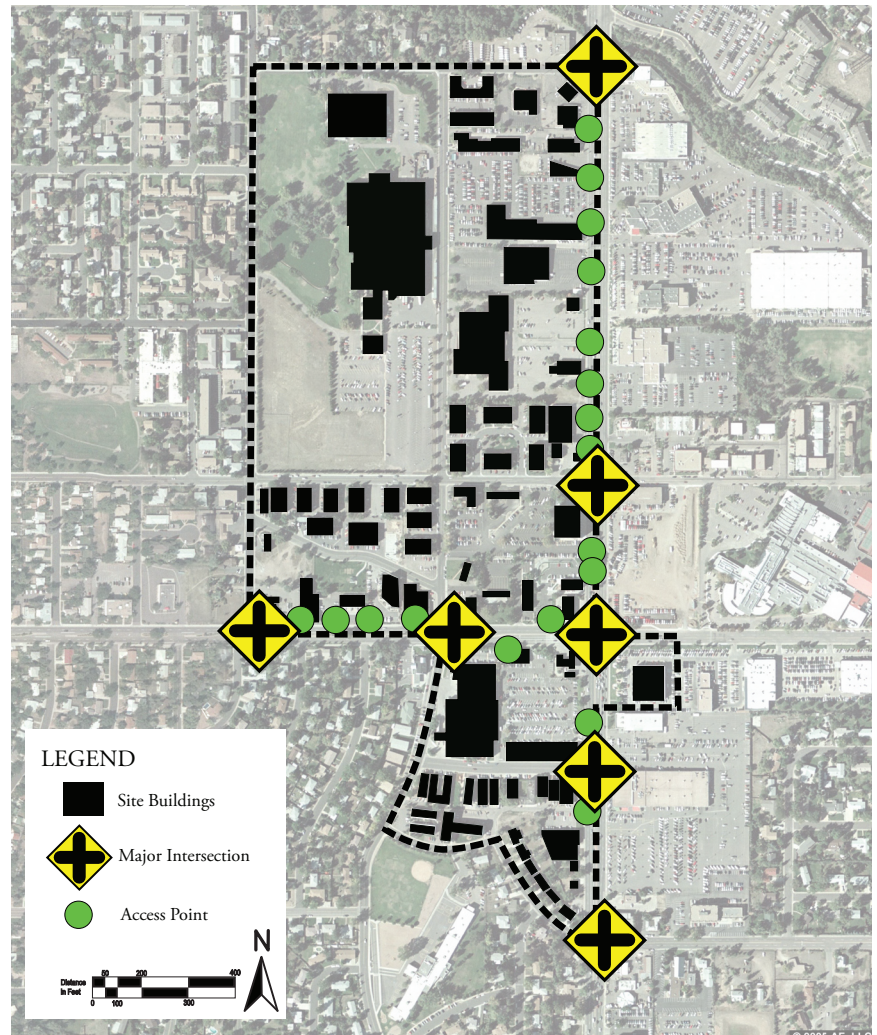 LEGEND
Site Buildings
Major Intersection
Access Point
N
50 200 400
Distance
in Feet
0 100 300